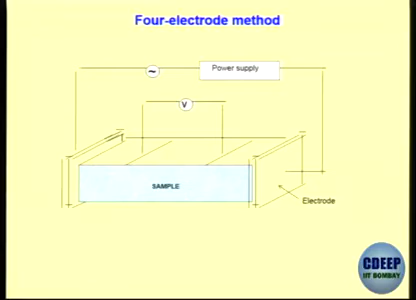 Four-electrode method
~
Power supply
V
SAMPLE
Electrode
CDEEP
IIT BOMBAY